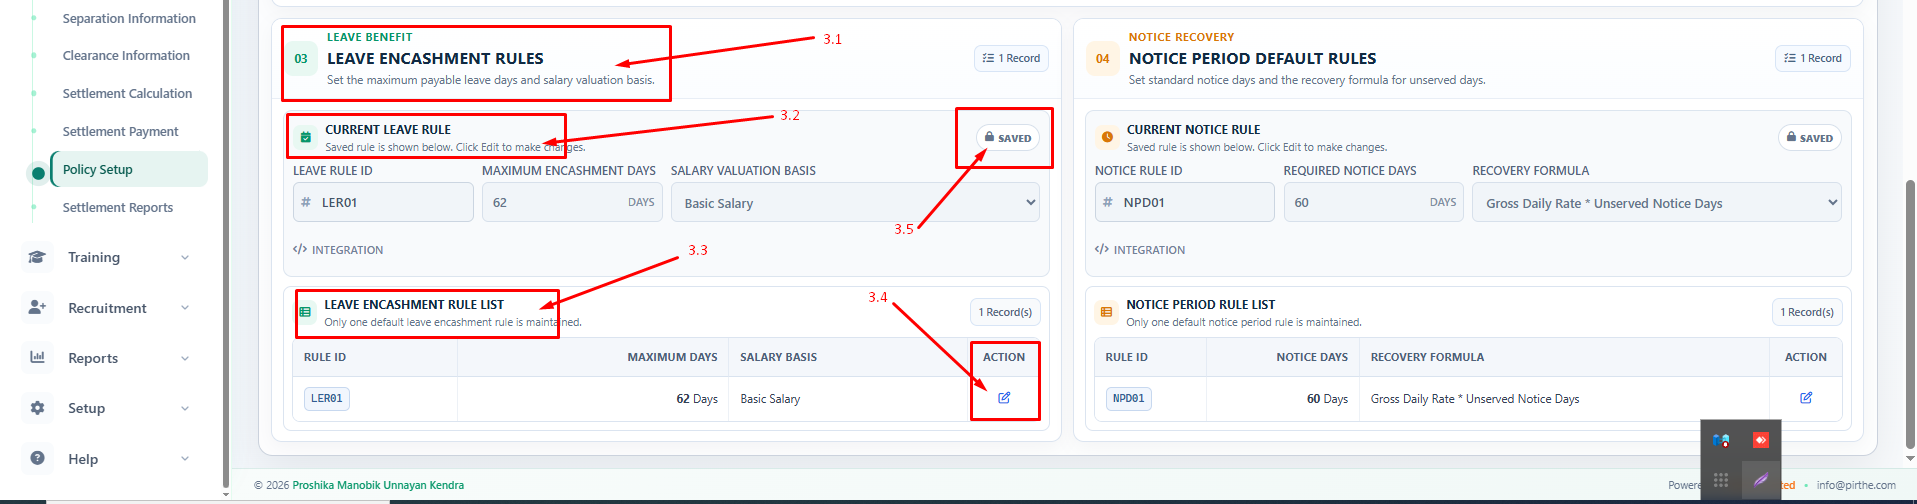 Separation Information
Clearance Information
Settlement Calculation
Settlement Payment
Policy Setup
Settlement Reports
Training
Recruitment
Reports
Setup
Help
LEAVE BENEFIT
03
LEAVE ENCASHMENT RULES
Set the maximum payable leave days and salary valuation basis.
1 Record
3.1
CURRENT LEAVE RULE
Saved rule is shown below. Click Edit to make changes.
SAVED
3.2
LEAVE RULE ID
MAXIMUM ENCASHMENT DAYS
SALARY VALUATION BASIS
# LER01
62 DAYS
Basic Salary
3.5
</> INTEGRATION
3.3
LEAVE ENCASHMENT RULE LIST
Only one default leave encashment rule is maintained.
1 Record(s)
3.4
RULE ID MAXIMUM DAYS SALARY BASIS ACTION
LER01 62 Days Basic Salary
NOTICE RECOVERY
04
NOTICE PERIOD DEFAULT RULES
Set standard notice days and the recovery formula for unserved days.
1 Record
CURRENT NOTICE RULE
Saved rule is shown below. Click Edit to make changes.
SAVED
NOTICE RULE ID
REQUIRED NOTICE DAYS
RECOVERY FORMULA
# NPD01
60 DAYS
Gross Daily Rate * Unserved Notice Days
</> INTEGRATION
NOTICE PERIOD RULE LIST
Only one default notice period rule is maintained.
1 Record(s)
RULE ID NOTICE DAYS RECOVERY FORMULA ACTION
NPD01 60 Days Gross Daily Rate * Unserved Notice Days
© 2026 Proshika Manobik Unnayan Kendra
info@pirthe.com